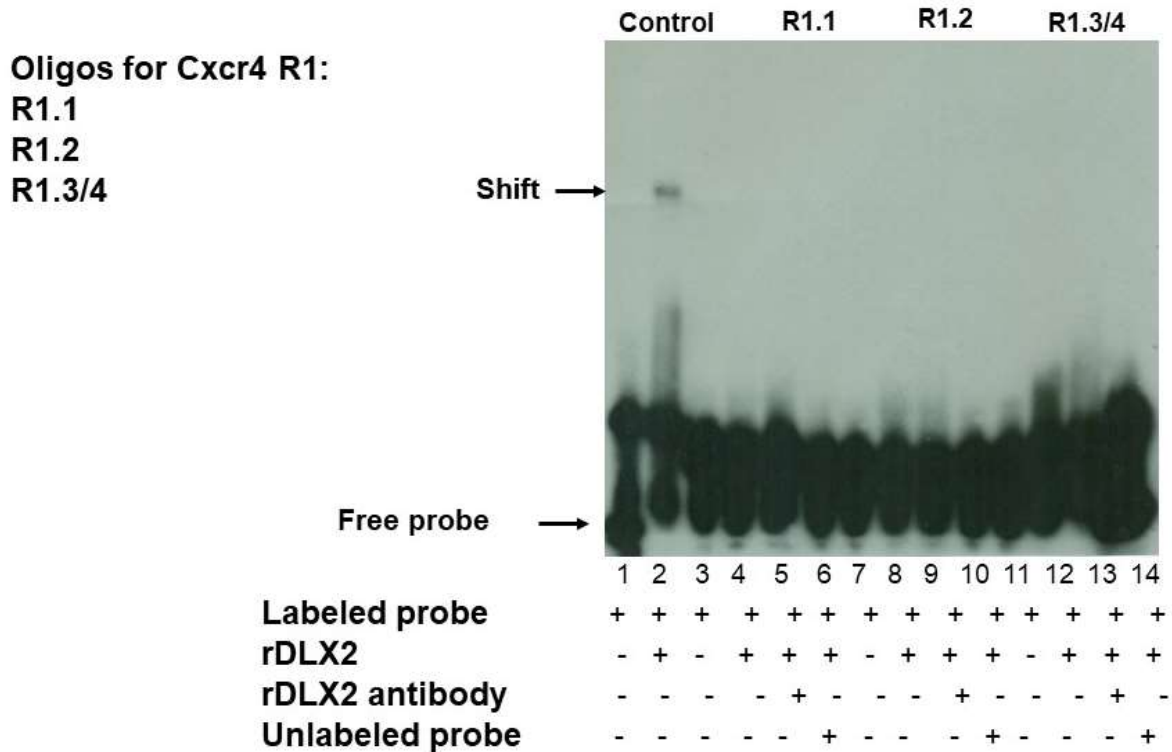 Control R1.1 R1.2 R1.3/4
Oligos for Cxcr4 R1:
R1.1
R1.2
R1.3/4
Shift
Free probe
1 2 3 4 5 6 7 8 9 10 11 12 13 14
Labeled probe + + + + + + + + + + + + + +
rDLX2 - + - + + + - + + + - + + +
rDLX2 antibody - - - - + - - - + - - - + -
Unlabeled probe - - - - - + - - - + - - - +